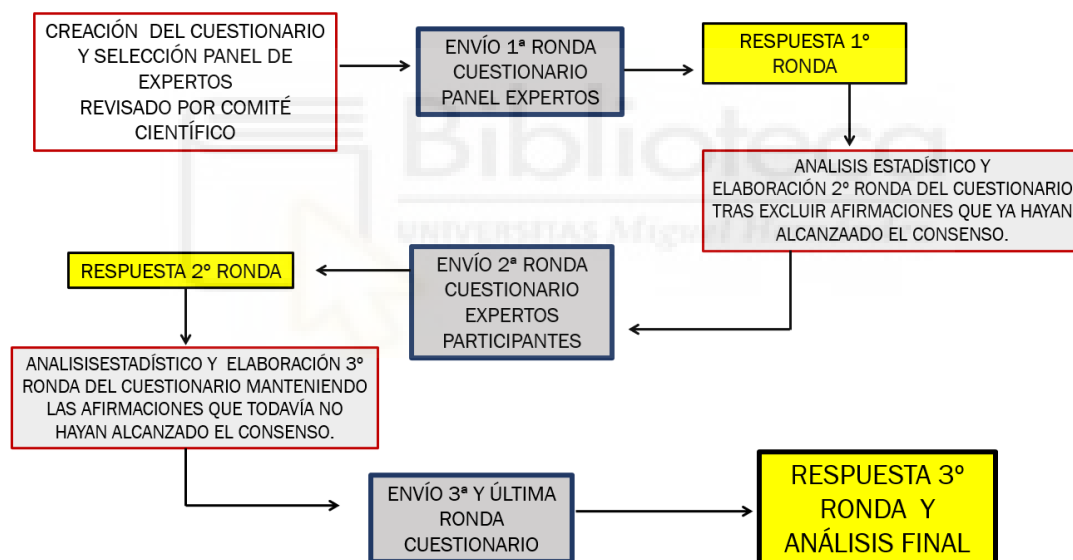 CREACIÓN DEL CUESTIONARIO
Y SELECCIÓN PANEL DE
EXPERTOS
REVISADO POR COMITÉ
CIENTÍFICO
ENVÍO 1ª RONDA
CUESTIONARIO
PANEL EXPERTOS
RESPUESTA 1º
RONDA
ANALISIS ESTADÍSTICO Y
ELABORACIÓN 2º RONDA DEL CUESTIONARIO
TRAS EXCLUIR AFIRMACIONES QUE YA HAYAN
ALCANZAADO EL CONSENSO.
ENVÍO 2ª RONDA
CUESTIONARIO
EXPERTOS
PARTICIPANTES
RESPUESTA 2º RONDA
ANALISISESTADÍSTICO Y ELABORACIÓN 3º
RONDA DEL CUESTIONARIO MANTENIENDO
LAS AFIRMACIONES QUE TODAVÍA NO
HAYAN ALCANZADO EL CONSENSO.
ENVÍO 3ª Y ÚLTIMA
RONDA
CUESTIONARIO
RESPUESTA 3º
RONDA Y
ANÁLISIS FINAL
Biblioteca
UNIVERSITAS Miguel